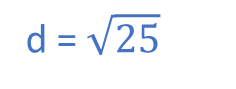 d = √25